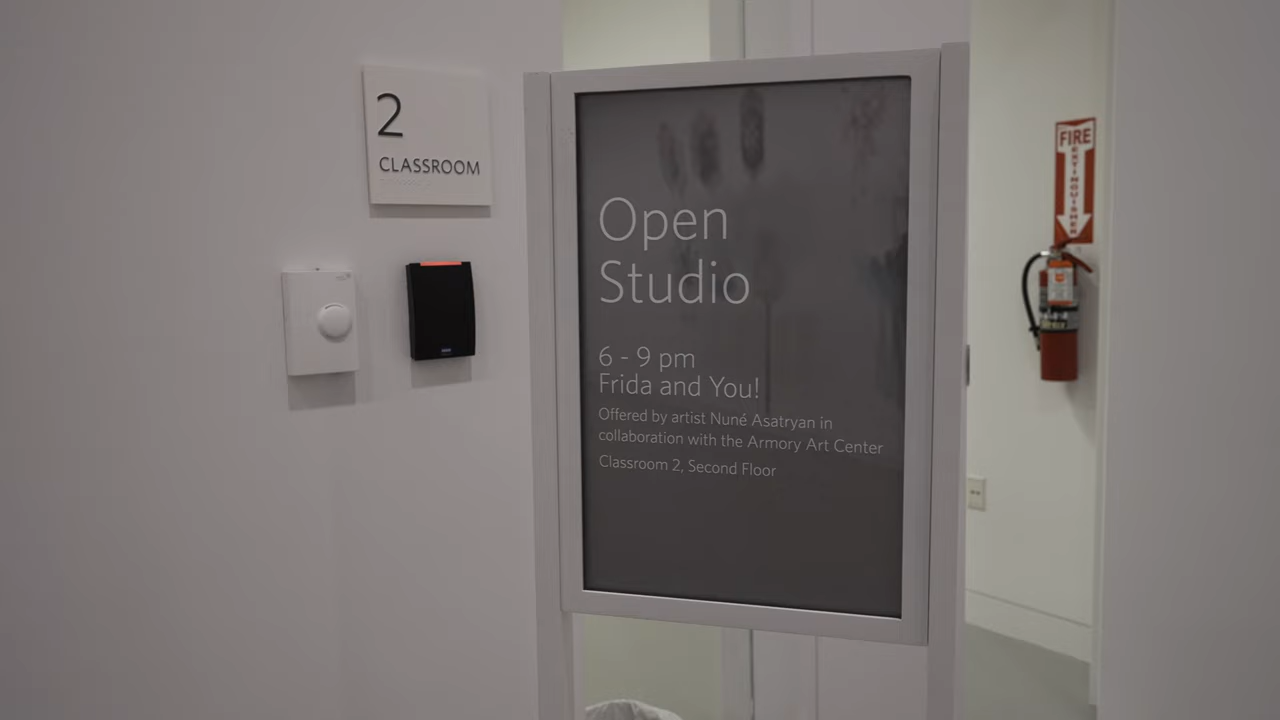 2
CLASSROOM
Open
Studio
6 - 9 pm
Frida and You!
Offered by artist Nuné Asatryan in
collaboration with the Armory Art Center
Classroom 2, Second Floor
FIRE
EXTINGUISHER